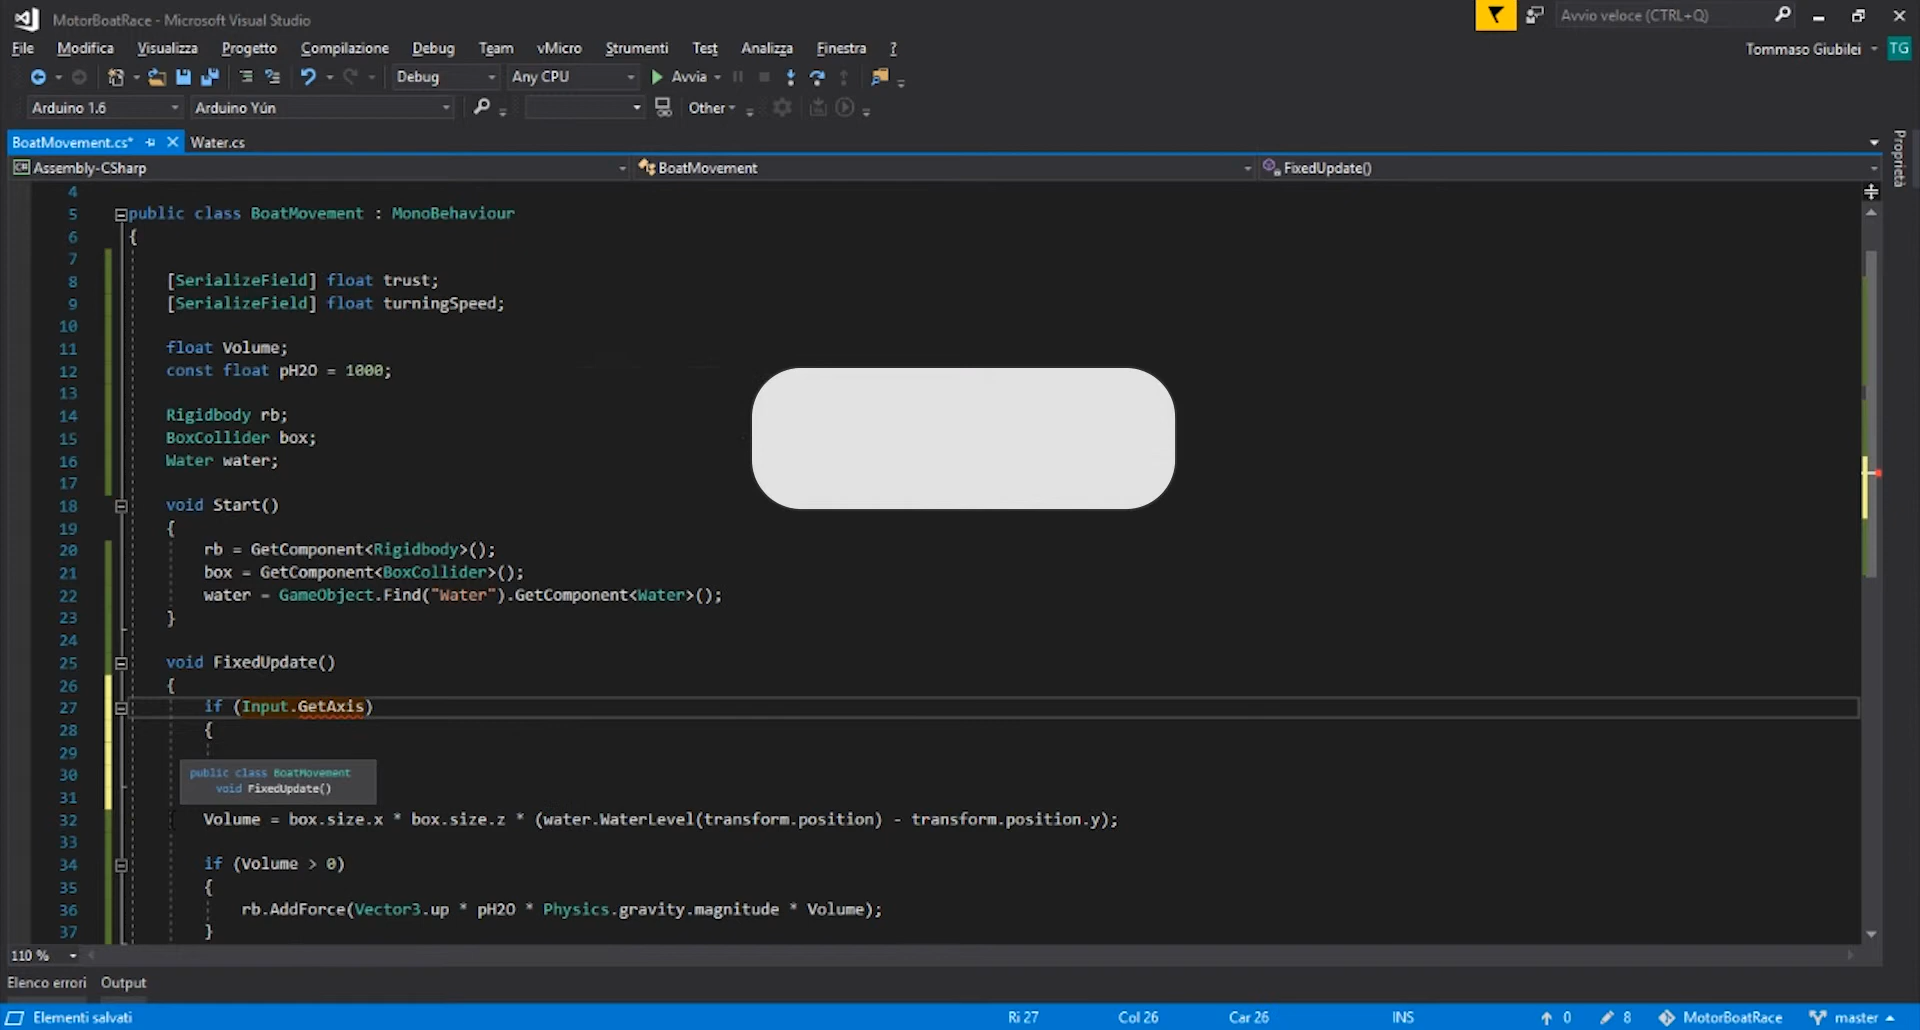 MotorBoatRace - Microsoft Visual Studio
Avvio veloce (CTRL+Q)
File Modifica Visualizza Progetto Compilazione Debug Team vMicro Strumenti Test Analizza Finestra ?
Tommaso Giubilei TG
Debug Any CPU Avvia
Arduino 1.6 Arduino Yún Other
BoatMovement.cs* Water.cs
Proprietà
C# Assembly-CSharp BoatMovement FixedUpdate()
4
5 public class BoatMovement : MonoBehaviour
6 {
7
8 [SerializeField] float trust;
9 [SerializeField] float turningSpeed;
10
11 float Volume;
12 const float pH2O = 1000;
13
14 Rigidbody rb;
15 BoxCollider box;
16 Water water;
17
18 void Start()
19 {
20 rb = GetComponent<Rigidbody>();
21 box = GetComponent<BoxCollider>();
22 water = GameObject.Find("Water").GetComponent<Water>();
23 }
24
25 void FixedUpdate()
26 {
27 if (Input.GetAxis)
28 {
29
30 public class BoatMovement
void FixedUpdate()
31
32 Volume = box.size.x * box.size.z * (water.WaterLevel(transform.position) - transform.position.y);
33
34 if (Volume > 0)
35 {
36 rb.AddForce(Vector3.up * pH2O * Physics.gravity.magnitude * Volume);
37 }
110 %
Elenco errori Output
Elementi salvati Ri 27 Col 26 Car 26 INS 0 8 MotorBoatRace master